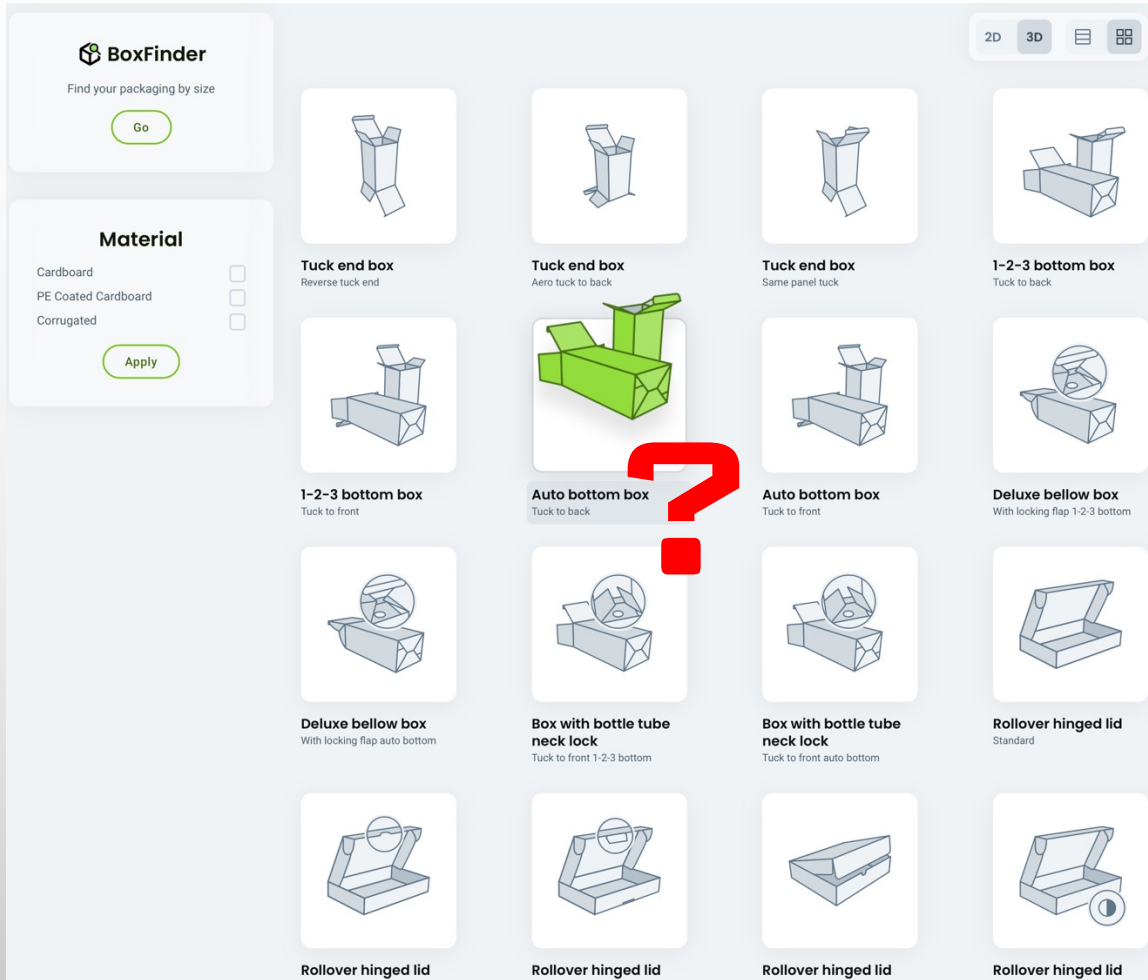 BoxFinder
Find your packaging by size
Go
Material
Cardboard
PE Coated Cardboard
Corrugated
Apply
2D 3D
Tuck end box
Reverse tuck end
Tuck end box
Aero tuck to back
Tuck end box
Same panel tuck
1-2-3 bottom box
Tuck to back
1-2-3 bottom box
Tuck to front
Auto bottom box
Tuck to back
?
Auto bottom box
Tuck to front
Deluxe bellow box
With locking flap 1-2-3 bottom
Deluxe bellow box
With locking flap auto bottom
Box with bottle tube
neck lock
Tuck to front 1-2-3 bottom
Box with bottle tube
neck lock
Tuck to front auto bottom
Rollover hinged lid
Standard
Rollover hinged lid
Rollover hinged lid
Rollover hinged lid
Rollover hinged lid